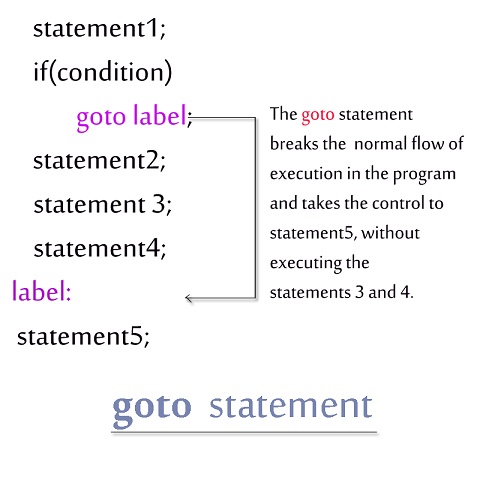 statement1;
if(condition)
goto label;
statement2;
statement 3;
statement4;
label:
statement5;
The goto statement
breaks the normal flow of
execution in the program
and takes the control to
statement5, without
executing the
statements 3 and 4.
goto statement